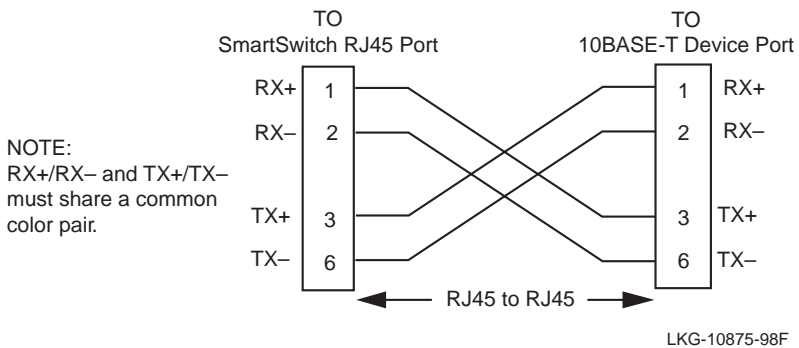 TO
SmartSwitch RJ45 Port
TO
10BASE-T Device Port
RX+ 1 1 RX+
RX– 2 2 RX–
NOTE:
RX+/RX– and TX+/TX–
must share a common
color pair.
TX+ 3 3 TX+
TX– 6 6 TX–
RJ45 to RJ45
LKG-10875-98F